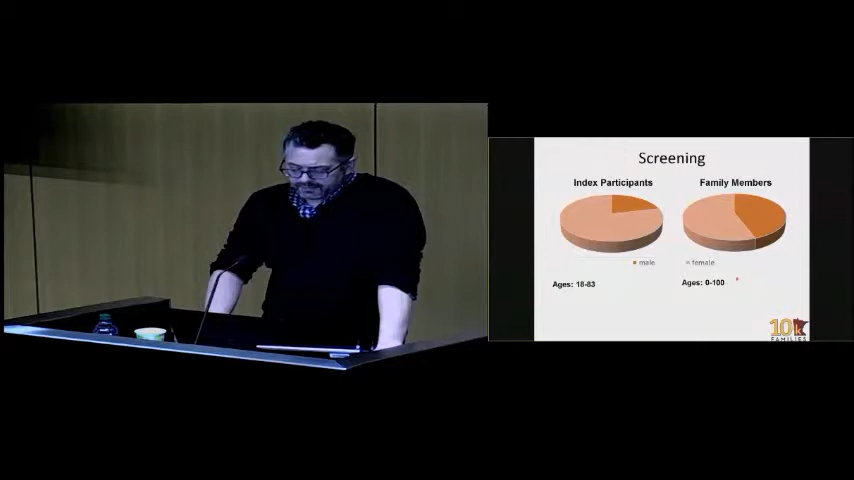 Screening
Index Participants
Family Members
male
female
Ages: 18-83
Ages: 0-100
10k
FAMILIES